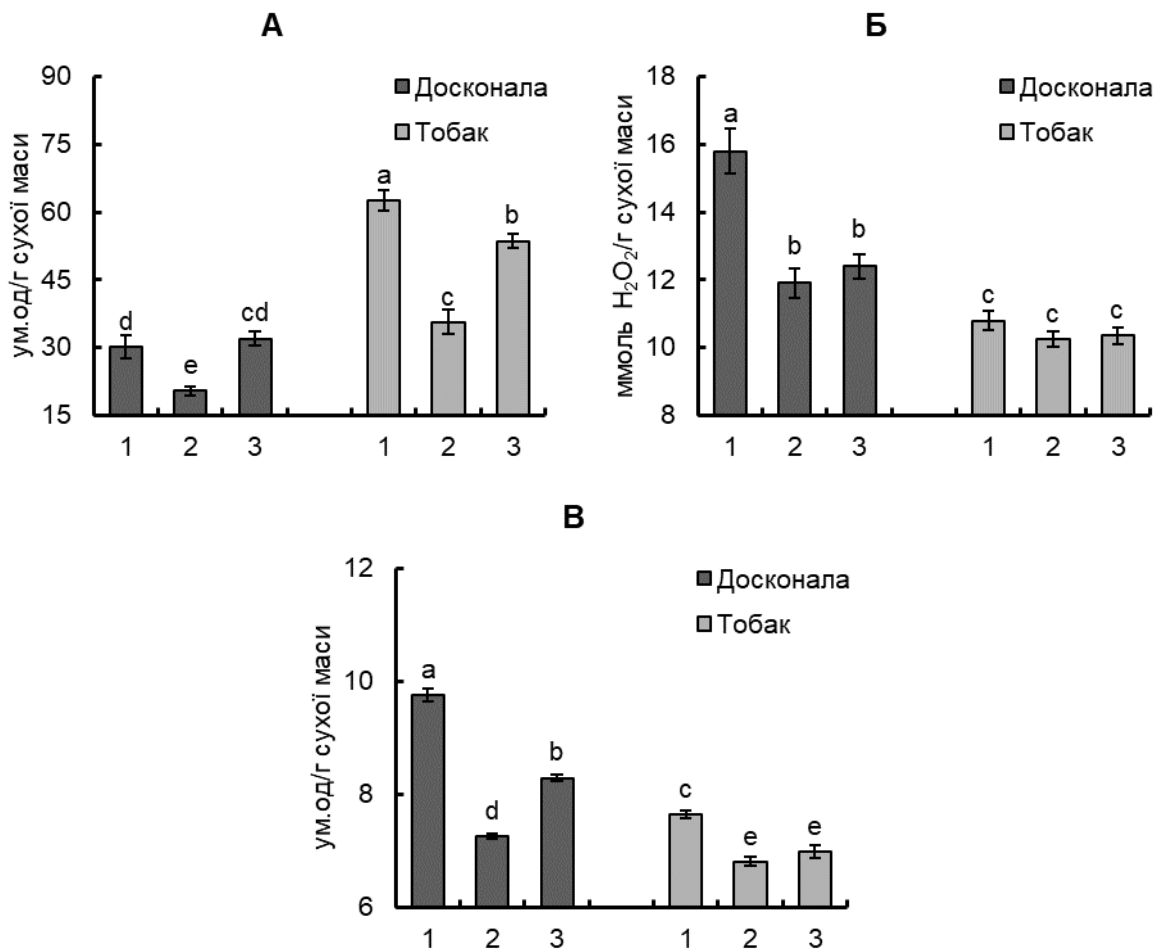 А
ум.од/г сухої маси
90
75
60
45
30
15
Досконала
Тобак
d
e
cd
a
c
b
1 2 3 1 2 3
Б
ммоль H₂O₂/г сухої маси
18
16
14
12
10
8
Досконала
Тобак
a
b
b
c
c
c
1 2 3 1 2 3
В
ум.од/г сухої маси
12
10
8
6
Досконала
Тобак
a
d
b
c
e
e
1 2 3 1 2 3